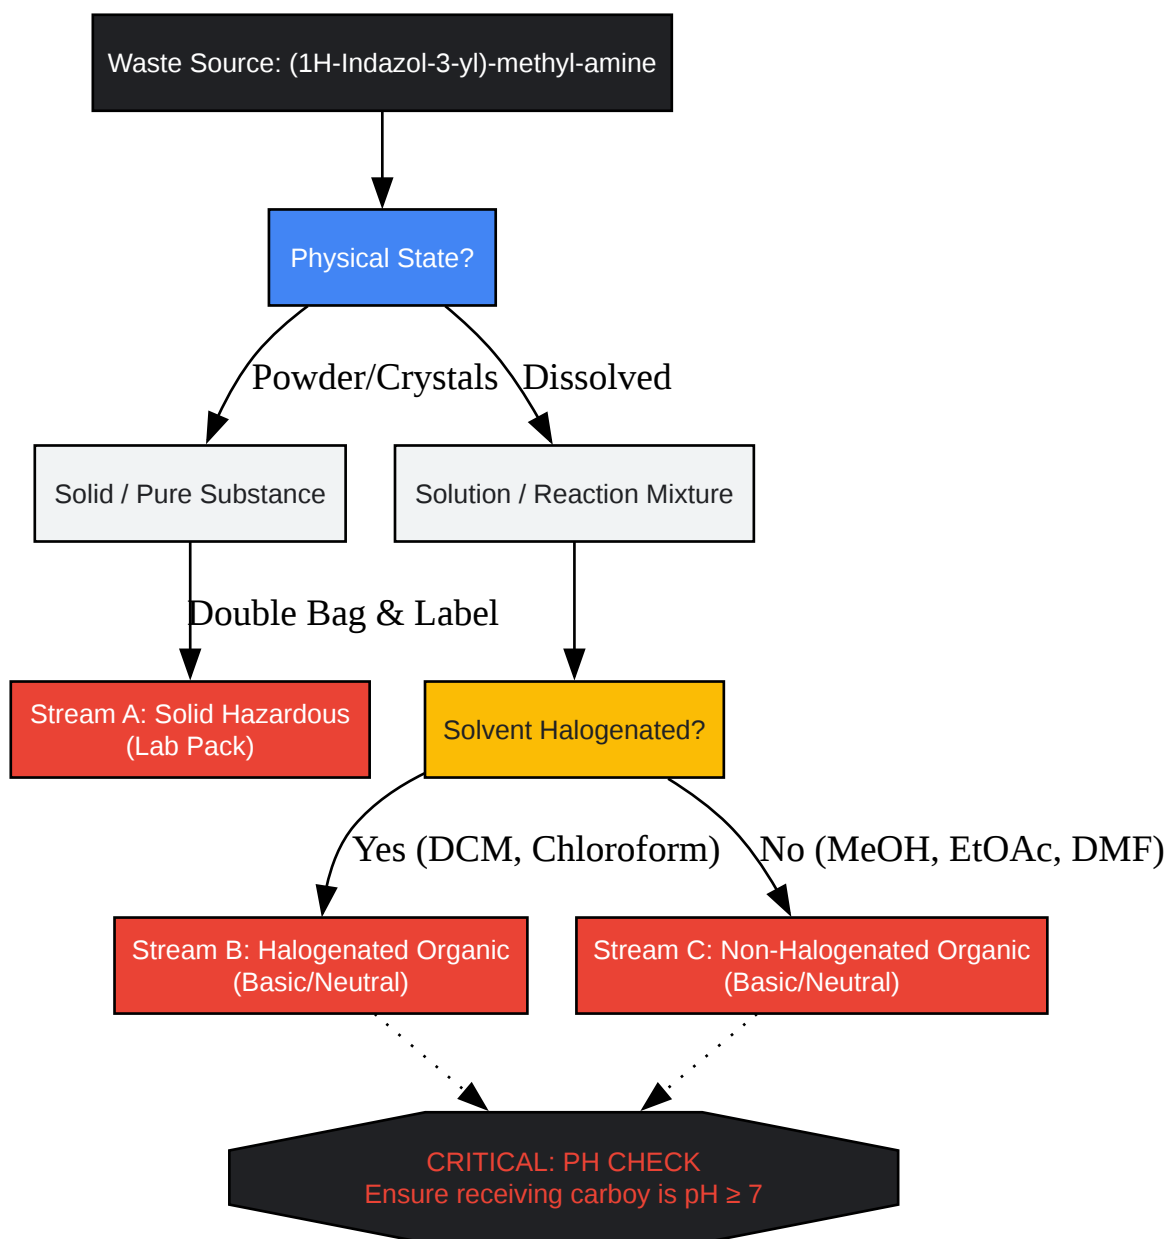 Waste Source: (1H-Indazol-3-yl)-methyl-amine
Physical State?
Powder/Crystals
Dissolved
Solid / Pure Substance
Solution / Reaction Mixture
Double Bag & Label
Stream A: Solid Hazardous
(Lab Pack)
Solvent Halogenated?
Yes (DCM, Chloroform)
No (MeOH, EtOAc, DMF)
Stream B: Halogenated Organic
(Basic/Neutral)
Stream C: Non-Halogenated Organic
(Basic/Neutral)
CRITICAL: PH CHECK
Ensure receiving carboy is pH ≥ 7